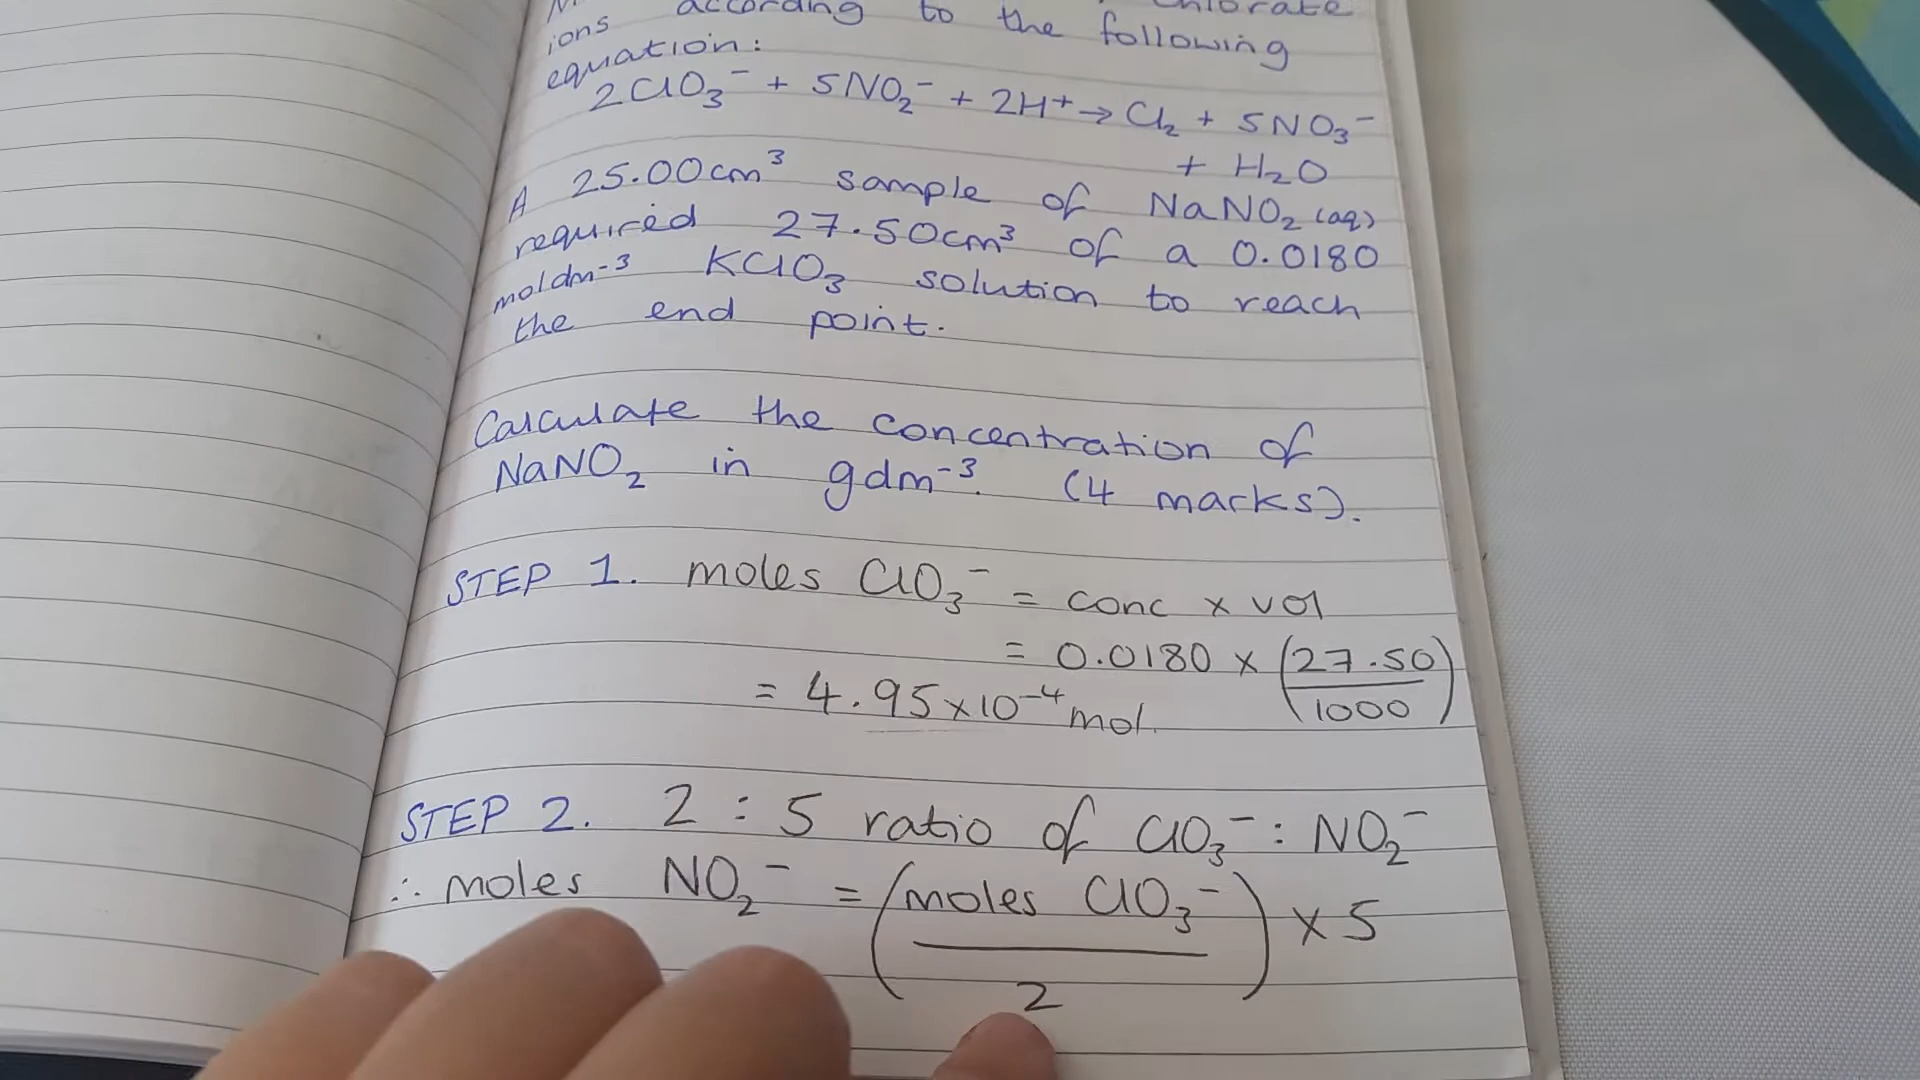 ions according to the following
equation:
2ClO₃⁻ + 5NO₂⁻ + 2H⁺ → Cl₂ + 5NO₃⁻
+ H₂O
A 25.00cm³ sample of NaNO₂ (aq)
required 27.50cm³ of a 0.0180
moldm⁻³ KClO₃ solution to reach
the end point.
Calculate the concentration of
NaNO₂ in gdm⁻³. (4 marks).
STEP 1. moles ClO₃⁻ = conc x vol
= 0.0180 x (27.50/1000)
= 4.95x10⁻⁴ mol.
STEP 2. 2 : 5 ratio of ClO₃⁻ : NO₂⁻
∴ moles NO₂⁻ = (moles ClO₃⁻/2) x 5